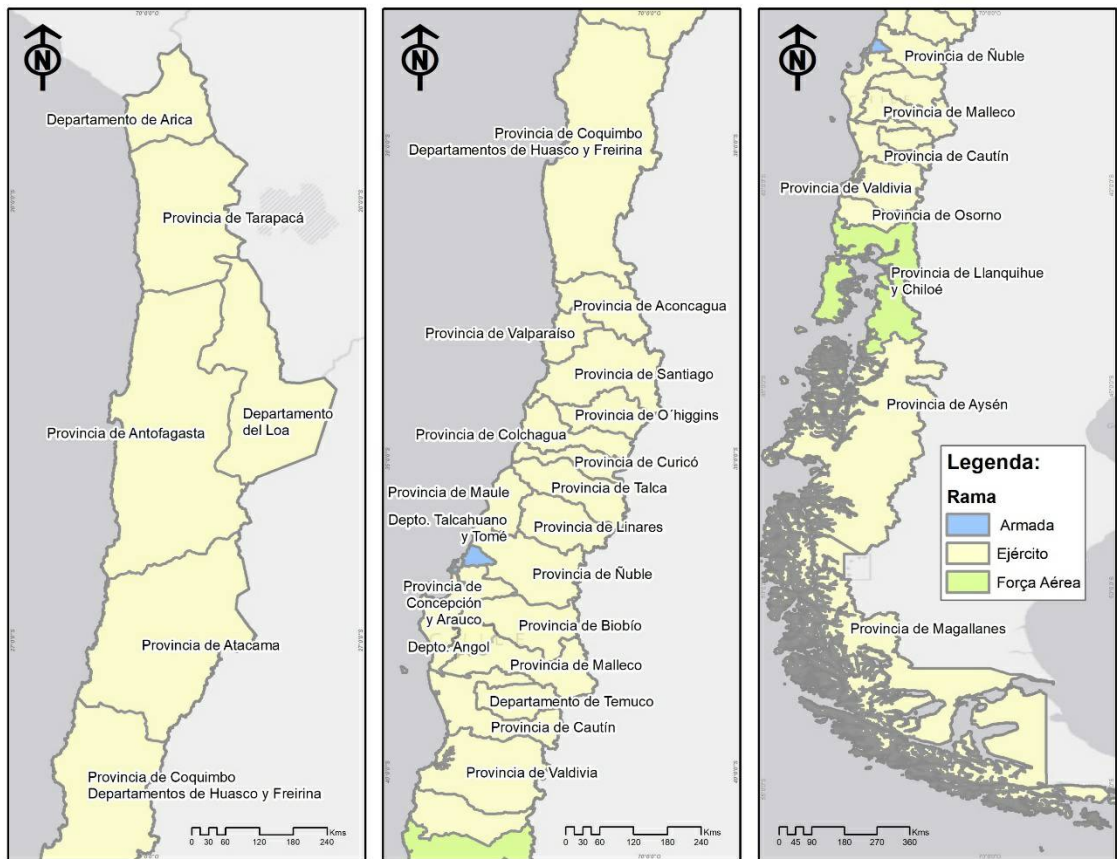 N
Departamento de Arica
Provincia de Tarapacá
Provincia de Antofagasta
Departamento
del Loa
Provincia de Atacama
Provincia de Coquimbo
Departamentos de Huasco y Freirina
0 30 60 120 180 240
Kms
N
Provincia de Coquimbo
Departamentos de Huasco y Freirina
Provincia de Aconcagua
Provincia de Valparaíso
Provincia de Santiago
Provincia de O´higgins
Provincia de Colchagua
Provincia de Curicó
Provincia de Talca
Provincia de Maule
Depto. Talcahuano
y Tomé
Provincia de Linares
Provincia de Ñuble
Provincia de
Concepción
y Arauco
Provincia de Biobío
Depto. Angol
Provincia de Malleco
Departamento de Temuco
Provincia de Cautín
Provincia de Valdivia
0 30 60 120 180 240
Kms
N
Provincia de Ñuble
Provincia de Malleco
Provincia de Cautín
Provincia de Valdivia
Provincia de Osorno
Provincia de Llanquihue
y Chiloé
Provincia de Aysén
Legenda:
Rama
Armada
Ejército
Força Aérea
Provincia de Magallanes
0 45 90 180 270 360
Kms